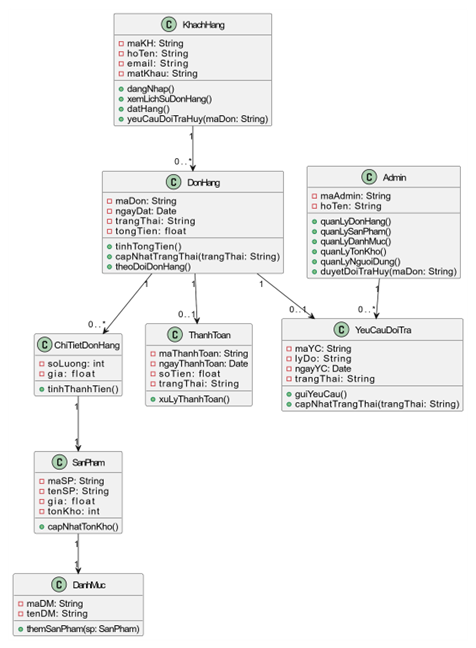 C KhachHang
maKH: String
hoTen: String
email: String
matKhau: String
dangNhap()
xemLichSuDonHang()
datHang()
yeuCauDoiTraHuy(maDon: String)
1
0..*
C DonHang
maDon: String
ngayDat: Date
trangThai: String
tongTien: float
tinhTongTien()
capNhatTrangThai(trangThai: String)
theoDoiDonHang()
C Admin
maAdmin: String
hoTen: String
quanLyDonHang()
quanLySanPham()
quanLyDanhMuc()
quanLyTonKho()
quanLyNguoiDung()
duyetDoiTraHuy(maDon: String)
1 1 1 1
0..* 0..1 0..1 0..*
C ChiTietDonHang
soLuong: int
gia: float
tinhThanhTien()
C ThanhToan
maThanhToan: String
ngayThanhToan: Date
soTien: float
trangThai: String
xuLyThanhToan()
C YeuCauDoiTra
maYC: String
lyDo: String
ngayYC: Date
trangThai: String
guiYeuCau()
capNhatTrangThai(trangThai: String)
1
1
C SanPham
maSP: String
tenSP: String
gia: float
tonKho: int
capNhatTonKho()
1
1
C DanhMuc
maDM: String
tenDM: String
themSanPham(sp: SanPham)